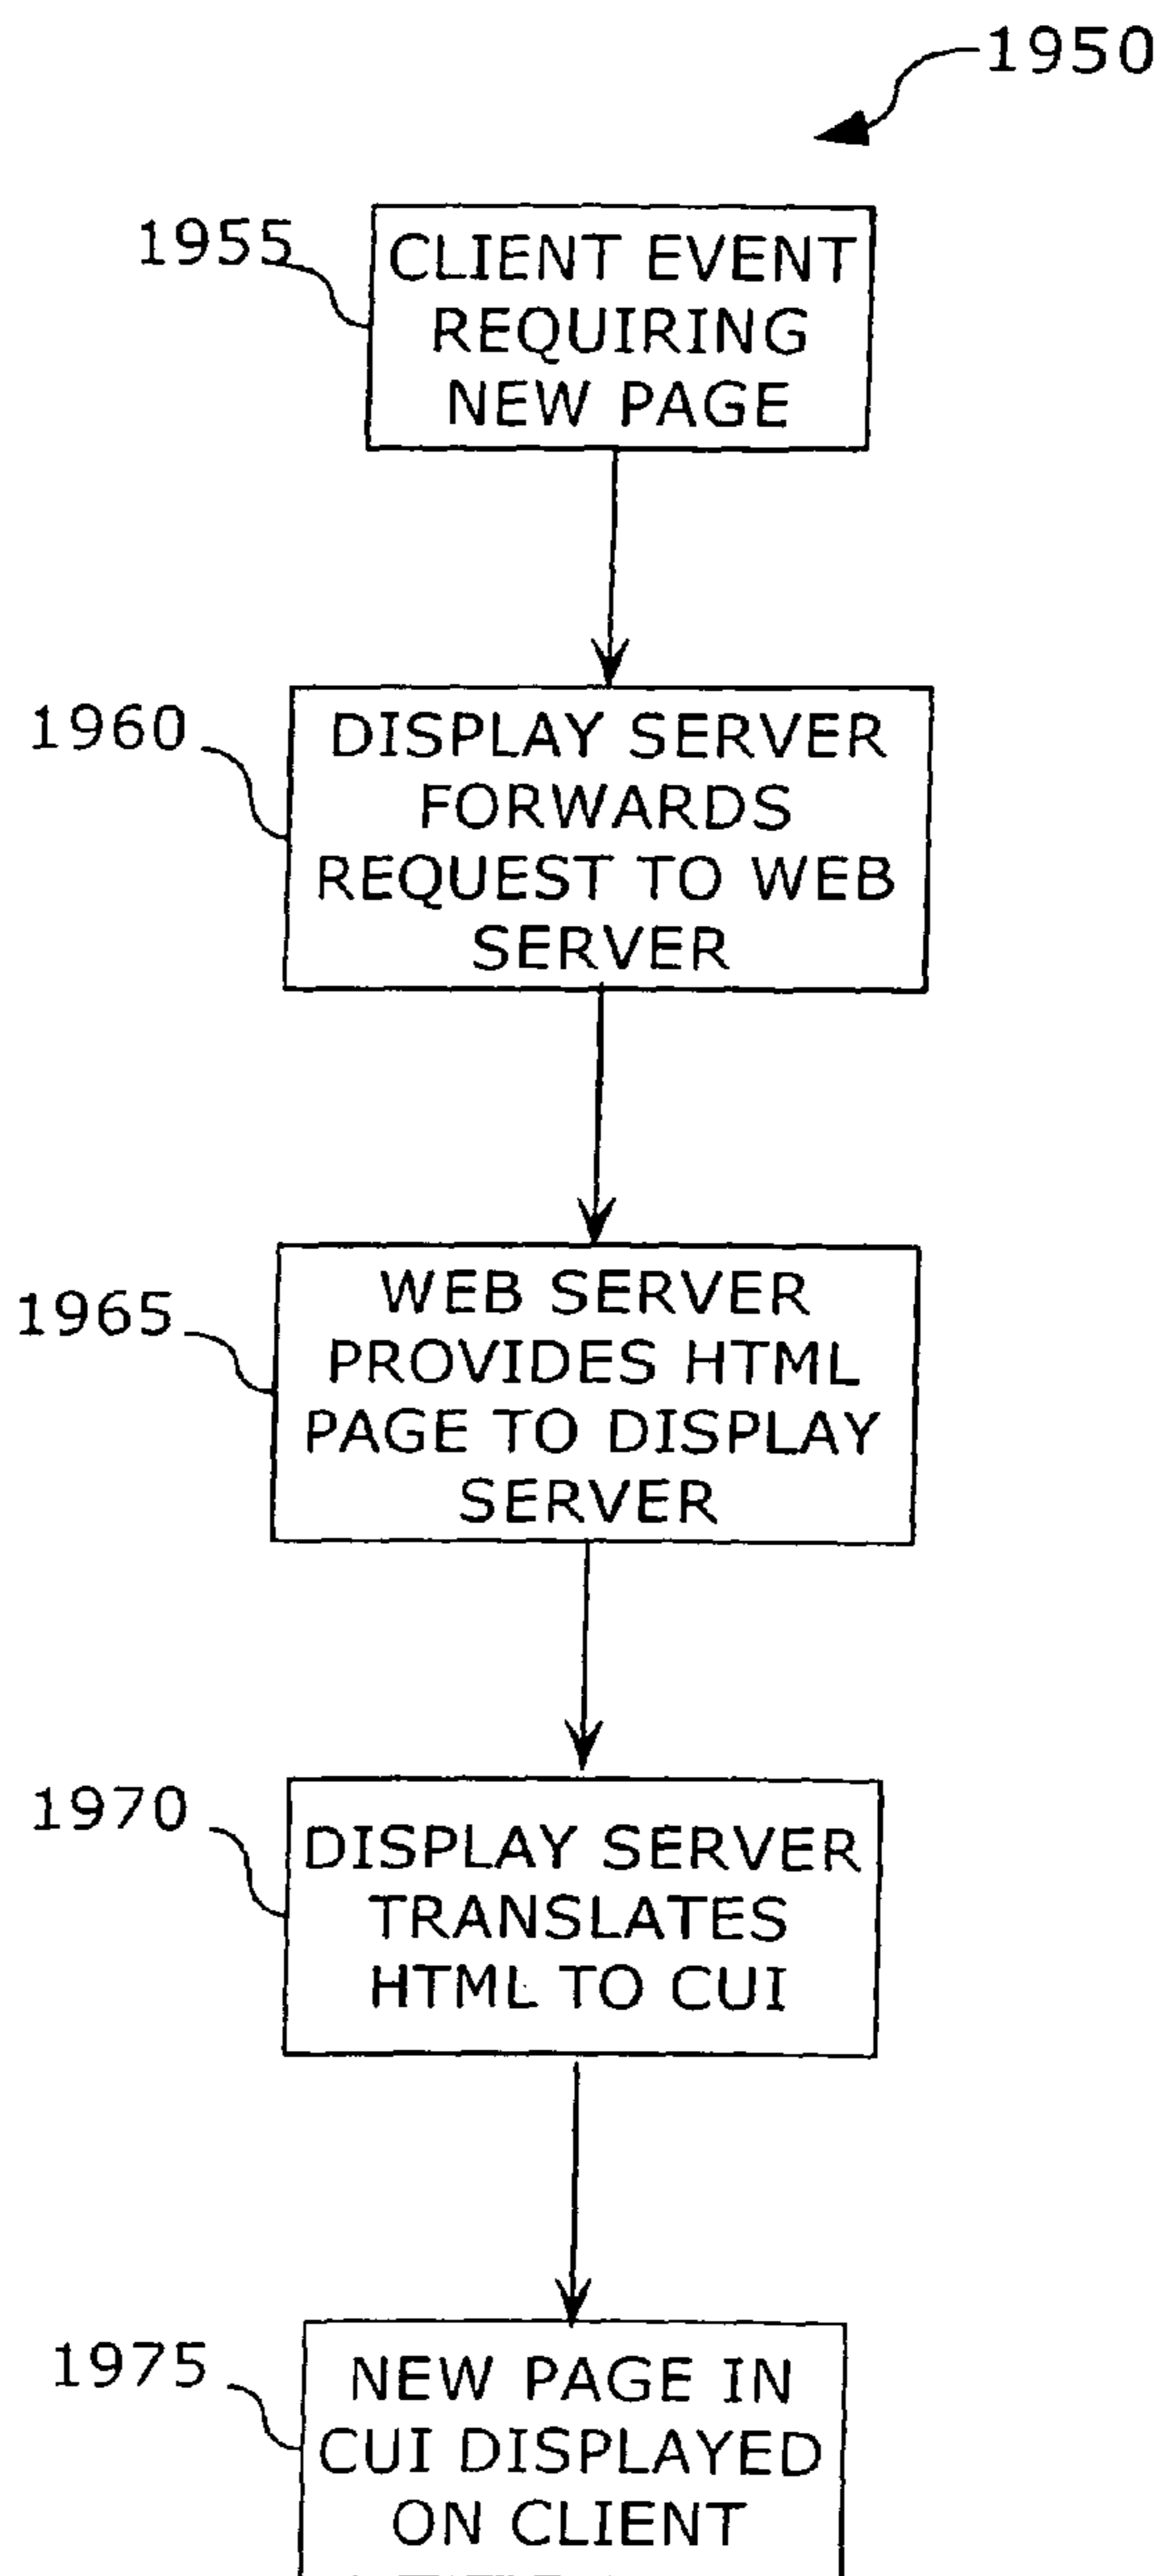 1950
1955
CLIENT EVENT
REQUIRING
NEW PAGE
1960
DISPLAY SERVER
FORWARDS
REQUEST TO WEB
SERVER
1965
WEB SERVER
PROVIDES HTML
PAGE TO DISPLAY
SERVER
1970
DISPLAY SERVER
TRANSLATES
HTML TO CUI
1975
NEW PAGE IN
CUI DISPLAYED
ON CLIENT